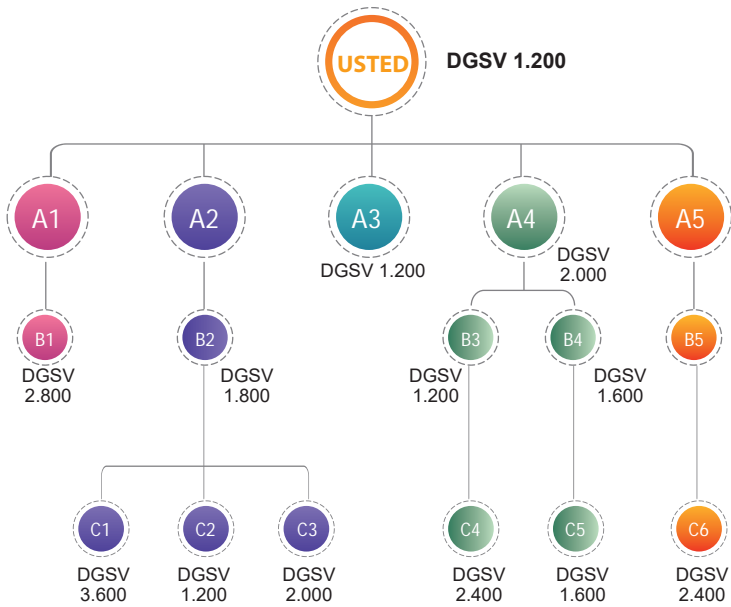 USTED
DGSV 1.200
A1
A2
A3
A4
A5
DGSV 1.200
DGSV
2.000
B1
B2
B3
B4
B5
DGSV
2.800
DGSV
1.800
DGSV
1.200
DGSV
1.600
C1
C2
C3
C4
C5
C6
DGSV
3.600
DGSV
1.200
DGSV
2.000
DGSV
2.400
DGSV
1.600
DGSV
2.400